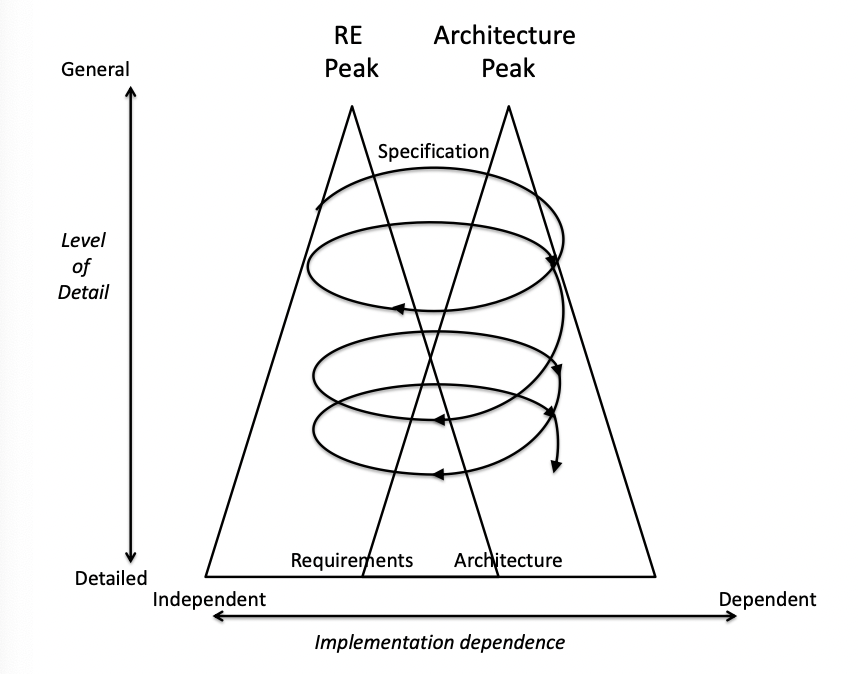 RE
Peak
Architecture
Peak
General
Specification
Level
of
Detail
Requirements
Architecture
Detailed
Independent
Dependent
Implementation dependence